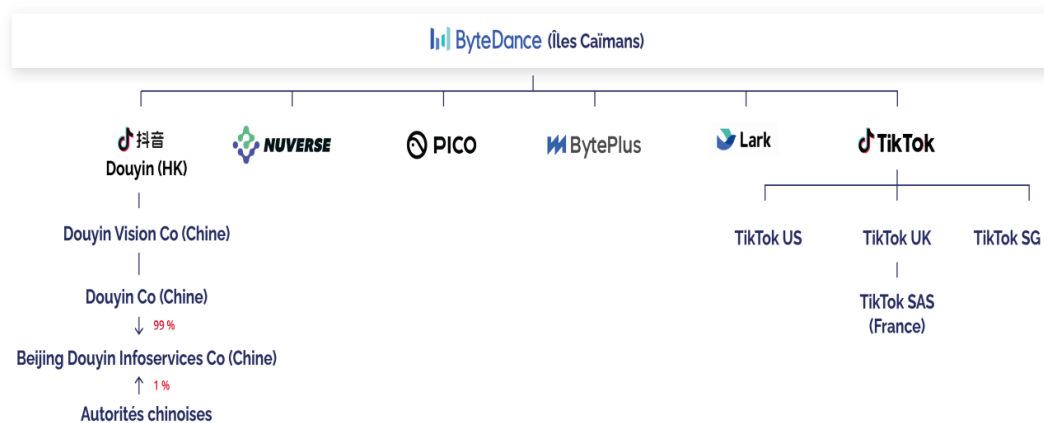 ByteDance (Îles Caïmans)
抖音
Douyin (HK)
NUVERSE
PICO
BytePlus
Lark
TikTok
Douyin Vision Co (Chine)
TikTok US
TikTok UK
TikTok SG
Douyin Co (Chine)
TikTok SAS
(France)
99 %
Beijing Douyin Infoservices Co (Chine)
1 %
Autorités chinoises